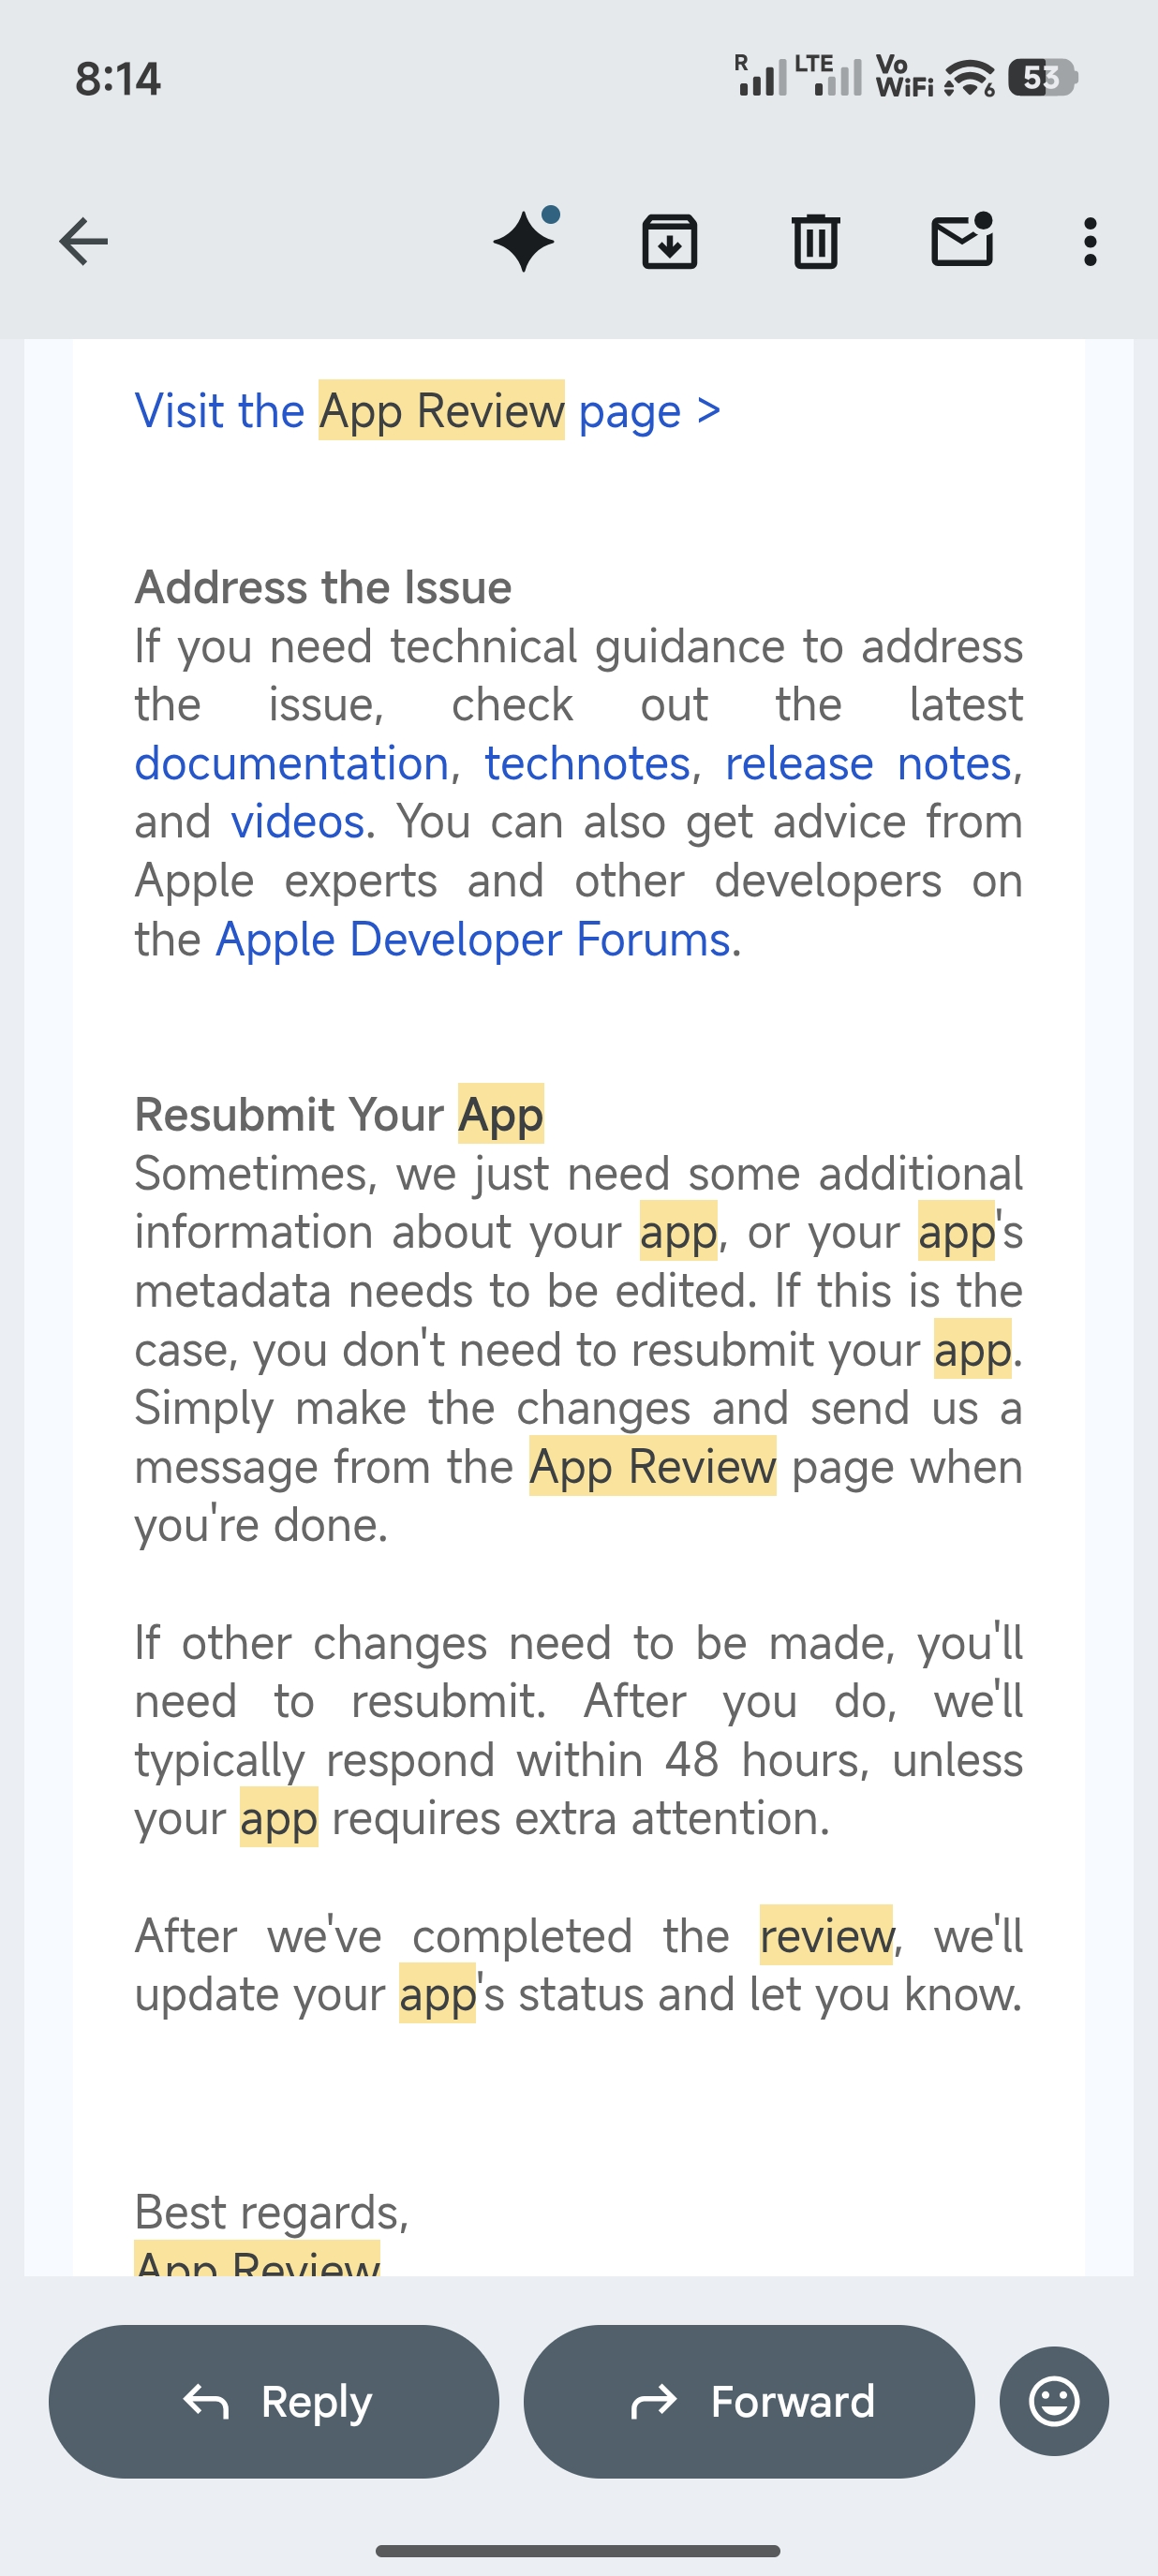 8:14
R LTE Vo WiFi 6 53
Visit the App Review page >
Address the Issue
If you need technical guidance to address
the issue, check out the latest
documentation, technotes, release notes,
and videos. You can also get advice from
Apple experts and other developers on
the Apple Developer Forums.
Resubmit Your App
Sometimes, we just need some additional
information about your app, or your app's
metadata needs to be edited. If this is the
case, you don't need to resubmit your app.
Simply make the changes and send us a
message from the App Review page when
you're done.
If other changes need to be made, you'll
need to resubmit. After you do, we'll
typically respond within 48 hours, unless
your app requires extra attention.
After we've completed the review, we'll
update your app's status and let you know.
Best regards,
App Review
Reply Forward